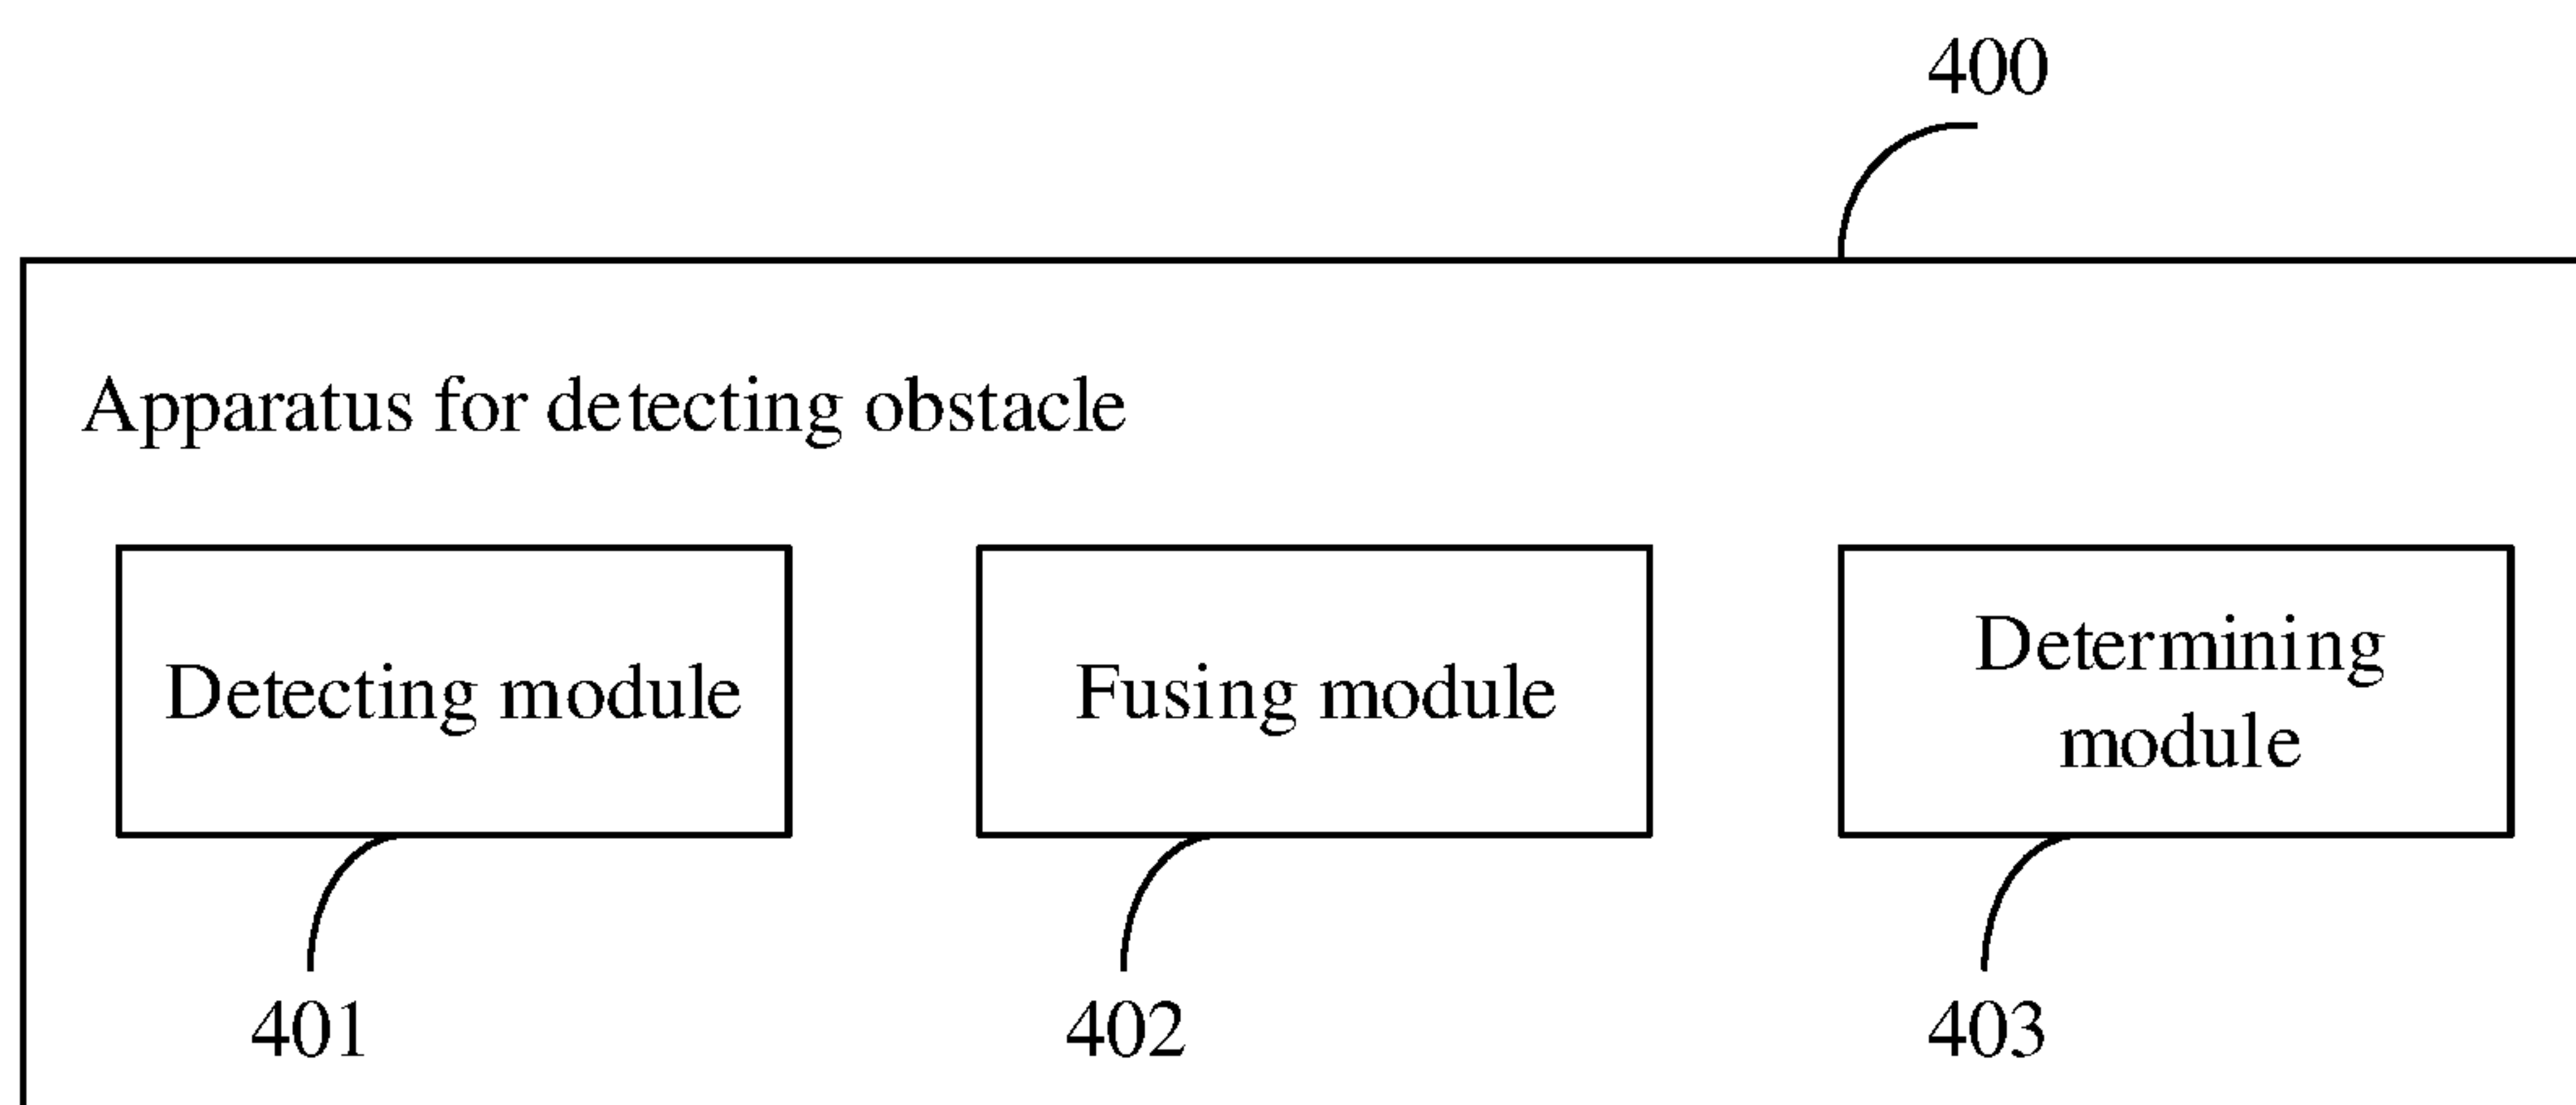 400
Apparatus for detecting obstacle
Detecting module
Fusing module
Determining
module
401
402
403